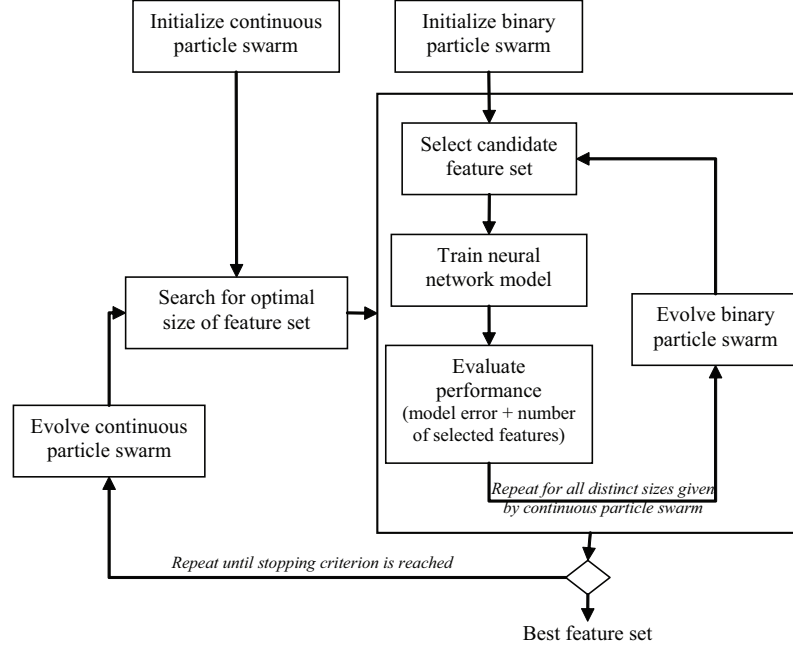 Initialize continuous
particle swarm
Initialize binary
particle swarm
Select candidate
feature set
Train neural
network model
Search for optimal
size of feature set
Evolve binary
particle swarm
Evaluate
performance
(model error + number
of selected features)
Evolve continuous
particle swarm
Repeat for all distinct sizes given
by continuous particle swarm
Repeat until stopping criterion is reached
Best feature set